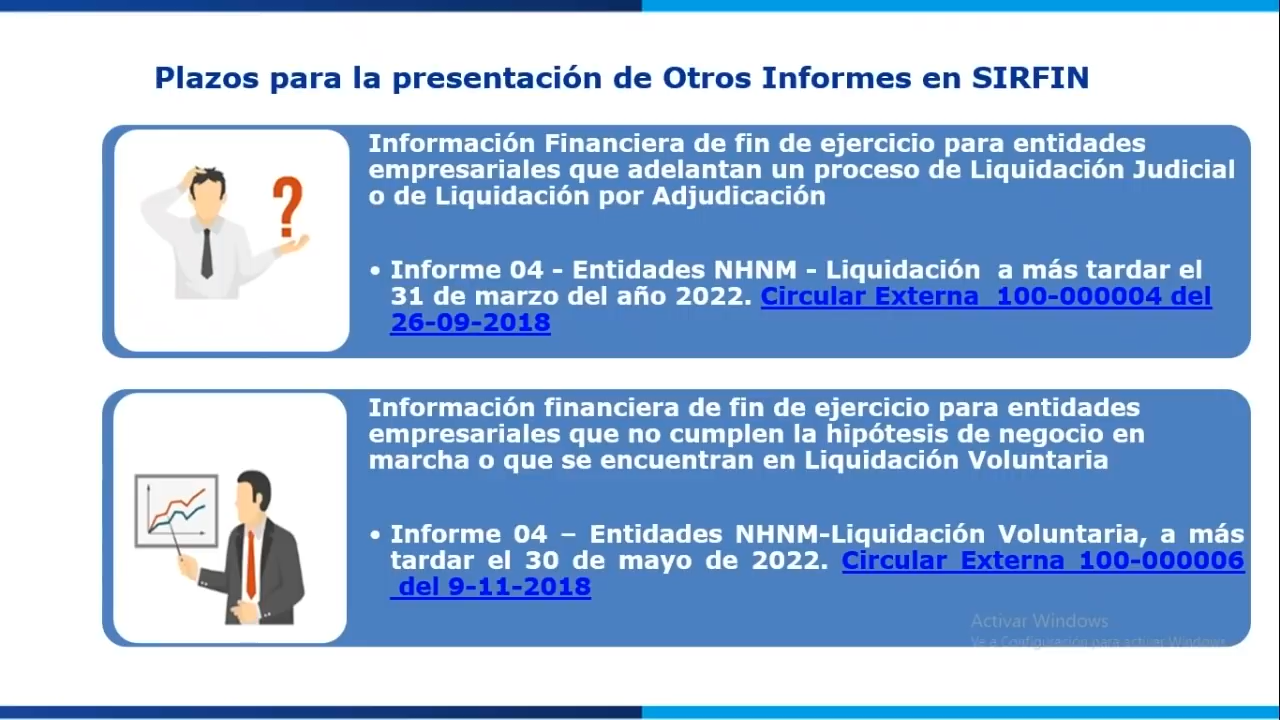 Plazos para la presentación de Otros Informes en SIRFIN
Información Financiera de fin de ejercicio para entidades
empresariales que adelantan un proceso de Liquidación Judicial
o de Liquidación por Adjudicación
• Informe 04 - Entidades NHNM - Liquidación a más tardar el
31 de marzo del año 2022. Circular Externa 100-000004 del
26-09-2018
?
Información financiera de fin de ejercicio para entidades
empresariales que no cumplen la hipótesis de negocio en
marcha o que se encuentran en Liquidación Voluntaria
• Informe 04 – Entidades NHNM-Liquidación Voluntaria, a más
tardar el 30 de mayo de 2022. Circular Externa 100-000006
del 9-11-2018
Activar Windows
Ve a Configuración para activar Windows.